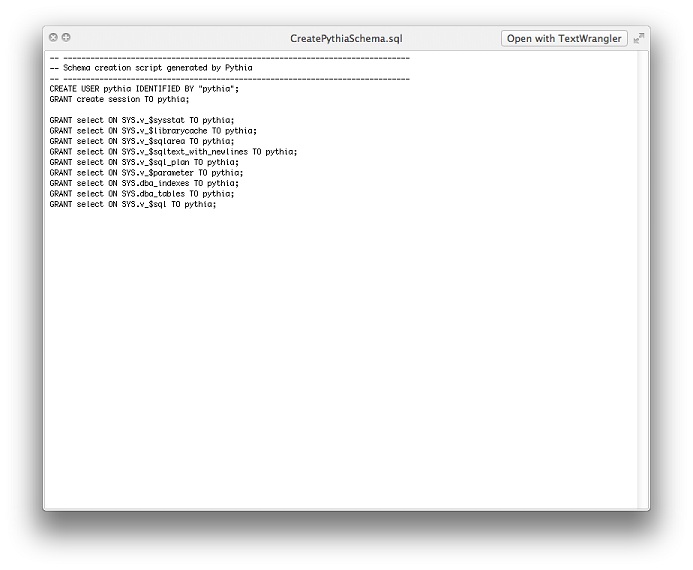 CreatePythiaSchema.sql
Open with TextWrangler
-- -----------------------------------------------------------------------------
-- Schema creation script generated by Pythia
-- -----------------------------------------------------------------------------
CREATE USER pythia IDENTIFIED BY "pythia";
GRANT create session TO pythia;
GRANT select ON SYS.v_$sysstat TO pythia;
GRANT select ON SYS.v_$librarycache TO pythia;
GRANT select ON SYS.v_$sqlarea TO pythia;
GRANT select ON SYS.v_$sqltext_with_newlines TO pythia;
GRANT select ON SYS.v_$sql_plan TO pythia;
GRANT select ON SYS.v_$parameter TO pythia;
GRANT select ON SYS.dba_indexes TO pythia;
GRANT select ON SYS.dba_tables TO pythia;
GRANT select ON SYS.v_$sql TO pythia;